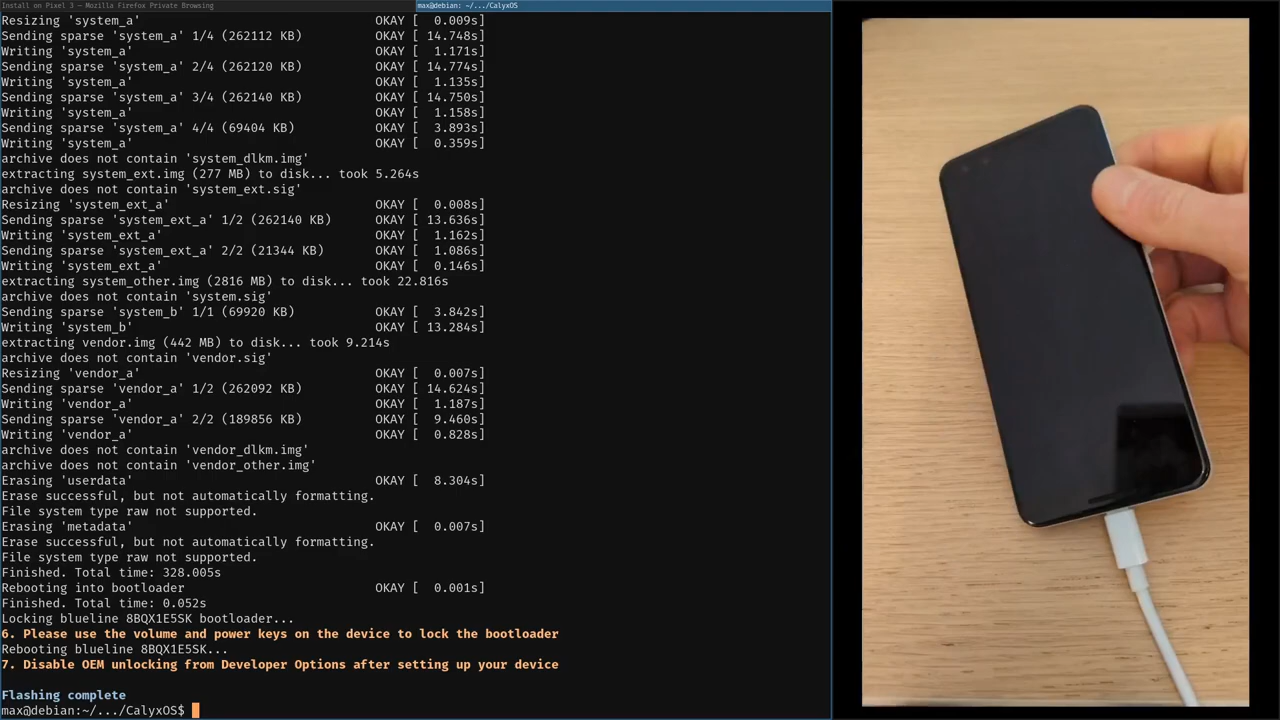 Install on Pixel 3 — Mozilla Firefox Private Browsing
max@debian: ~/.../CalyxOS
Resizing 'system_a' OKAY [ 0.009s]
Sending sparse 'system_a' 1/4 (262112 KB) OKAY [ 14.748s]
Writing 'system_a' OKAY [ 1.171s]
Sending sparse 'system_a' 2/4 (262120 KB) OKAY [ 14.774s]
Writing 'system_a' OKAY [ 1.135s]
Sending sparse 'system_a' 3/4 (262140 KB) OKAY [ 14.750s]
Writing 'system_a' OKAY [ 1.158s]
Sending sparse 'system_a' 4/4 (69404 KB) OKAY [ 3.893s]
Writing 'system_a' OKAY [ 0.359s]
archive does not contain 'system_dlkm.img'
extracting system_ext.img (277 MB) to disk... took 5.264s
archive does not contain 'system_ext.sig'
Resizing 'system_ext_a' OKAY [ 0.008s]
Sending sparse 'system_ext_a' 1/2 (262140 KB) OKAY [ 13.636s]
Writing 'system_ext_a' OKAY [ 1.162s]
Sending sparse 'system_ext_a' 2/2 (21344 KB) OKAY [ 1.086s]
Writing 'system_ext_a' OKAY [ 0.146s]
extracting system_other.img (2816 MB) to disk... took 22.816s
archive does not contain 'system.sig'
Sending sparse 'system_b' 1/1 (69920 KB) OKAY [ 3.842s]
Writing 'system_b' OKAY [ 13.284s]
extracting vendor.img (442 MB) to disk... took 9.214s
archive does not contain 'vendor.sig'
Resizing 'vendor_a' OKAY [ 0.007s]
Sending sparse 'vendor_a' 1/2 (262092 KB) OKAY [ 14.624s]
Writing 'vendor_a' OKAY [ 1.187s]
Sending sparse 'vendor_a' 2/2 (189856 KB) OKAY [ 9.460s]
Writing 'vendor_a' OKAY [ 0.828s]
archive does not contain 'vendor_dlkm.img'
archive does not contain 'vendor_other.img'
Erasing 'userdata' OKAY [ 8.304s]
Erase successful, but not automatically formatting.
File system type raw not supported.
Erasing 'metadata' OKAY [ 0.007s]
Erase successful, but not automatically formatting.
File system type raw not supported.
Finished. Total time: 328.005s
Rebooting into bootloader OKAY [ 0.001s]
Finished. Total time: 0.052s
Locking blueline 8BQX1E5SK bootloader...
6. Please use the volume and power keys on the device to lock the bootloader
Rebooting blueline 8BQX1E5SK...
7. Disable OEM unlocking from Developer Options after setting up your device
Flashing complete
max@debian:~/.../CalyxOS$